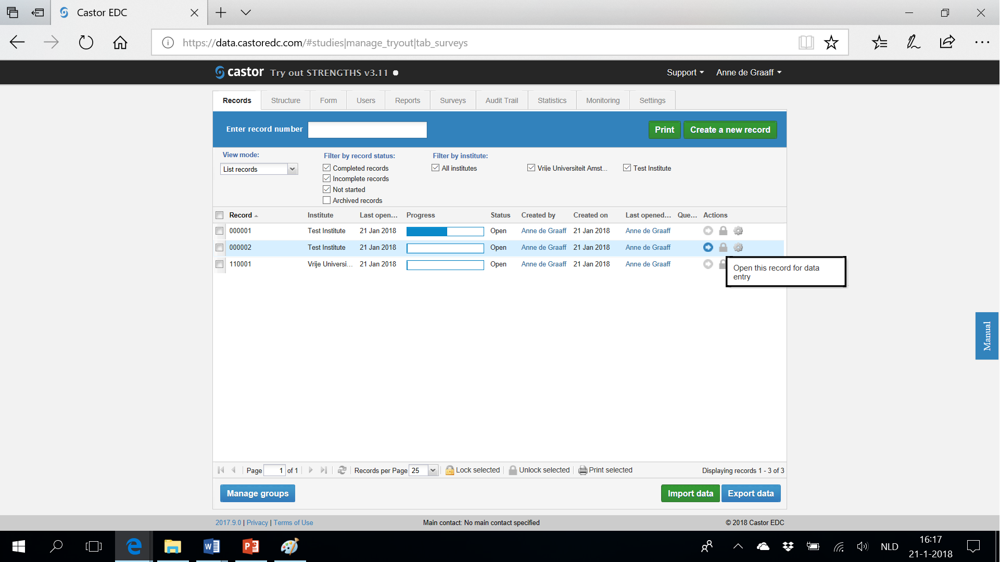 Castor EDC
https://data.castoredc.com/#studies|manage_tryout|tab_surveys
castor Try out STRENGTHS v3.11 Support Anne de Graaff
Records Structure Form Users Reports Surveys Audit Trail Statistics Monitoring Settings
Enter record number Print Create a new record
View mode: Filter by record status: Filter by institute:
List records Completed records All institutes Vrije Universiteit Amst... Test Institute
Incomplete records
Not started
Archived records
Record Institute Last open... Progress Status Created by Created on Last opened... Que... Actions
000001 Test Institute 21 Jan 2018 Open Anne de Graaff 21 Jan 2018 Anne de Graaff
000002 Test Institute 21 Jan 2018 Open Anne de Graaff 21 Jan 2018 Anne de Graaff
110001 Vrije Universi... 21 Jan 2018 Open Anne de Graaff 21 Jan 2018 Anne de Graaff
Open this record for data
entry
Manual
Page 1 of 1 Records per Page 25 Lock selected Unlock selected Print selected Displaying records 1 - 3 of 3
Manage groups Import data Export data
2017.9.0 | Privacy | Terms of Use Main contact: No main contact specified © 2018 Castor EDC
NLD 16:17
21-1-2018